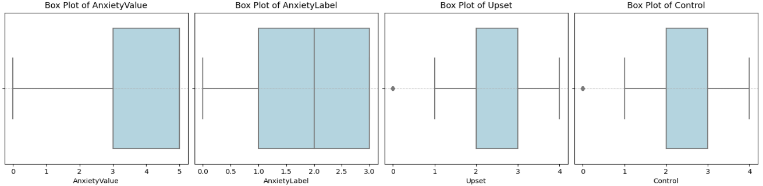 Box Plot of AnxietyValue
0 1 2 3 4 5
AnxietyValue
Box Plot of AnxietyLabel
0.0 0.5 1.0 1.5 2.0 2.5 3.0
AnxietyLabel
Box Plot of Upset
0 1 2 3 4
Upset
Box Plot of Control
0 1 2 3 4
Control